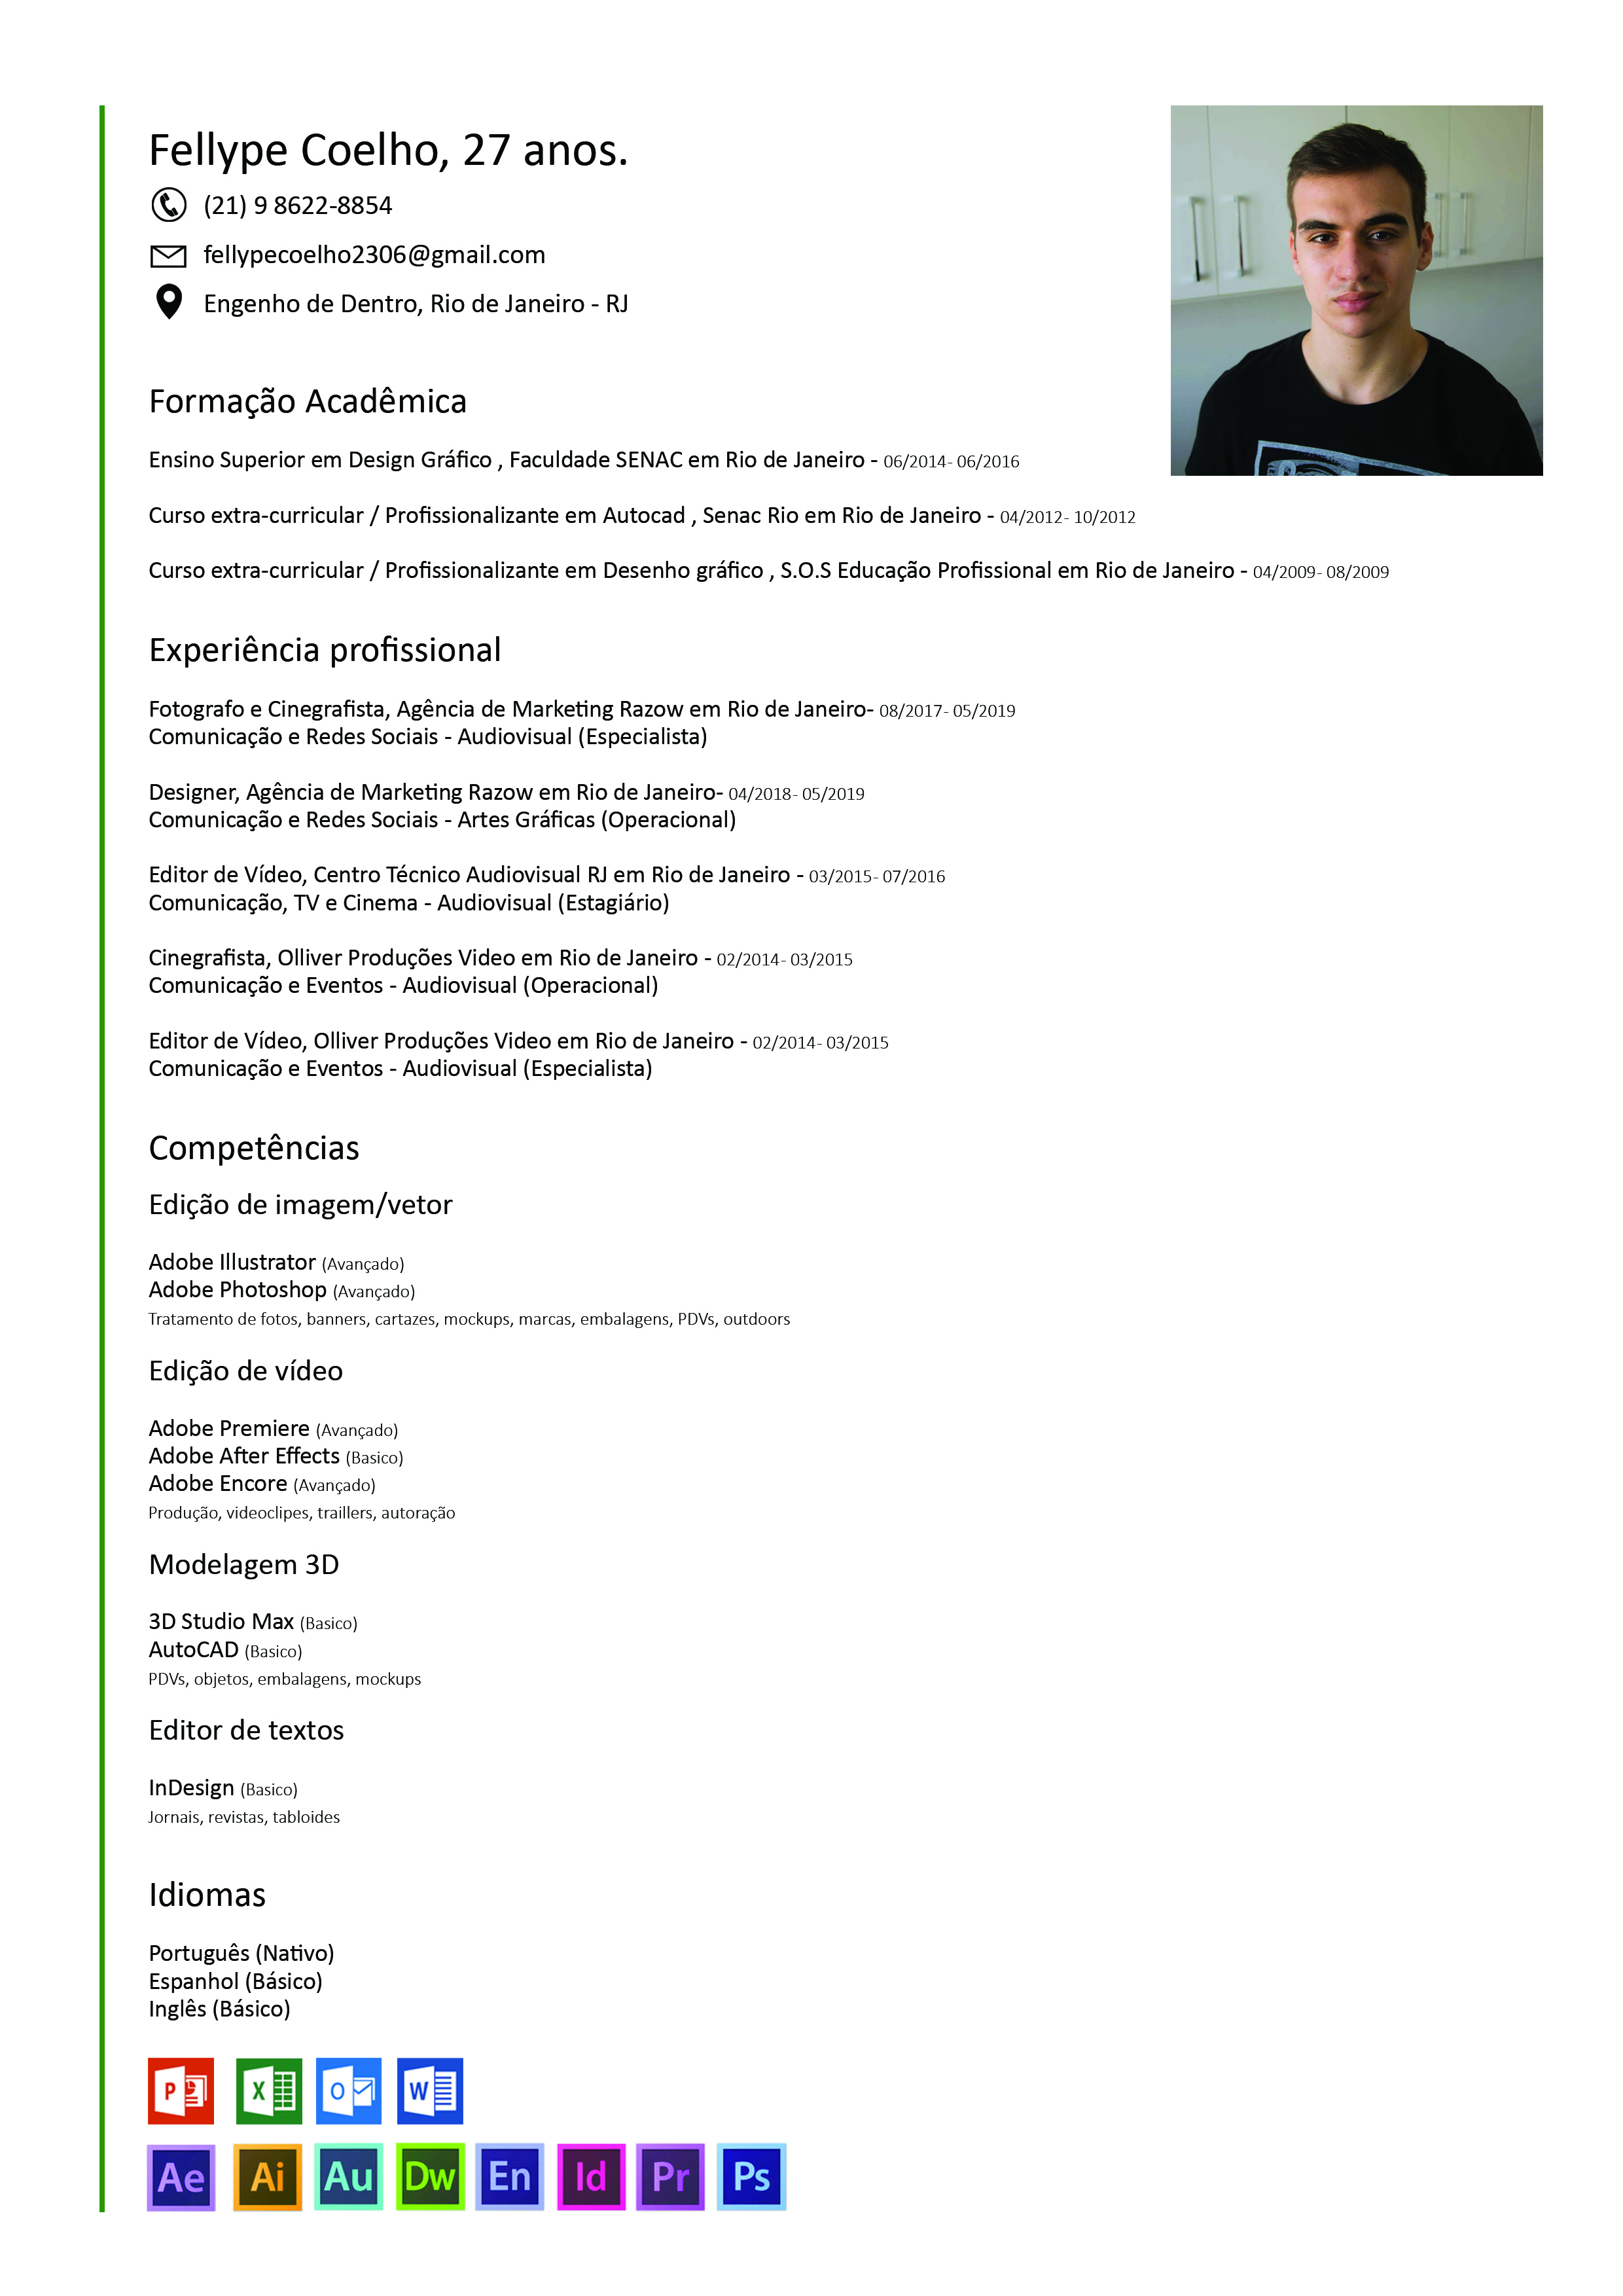 Fellype Coelho, 27 anos.
(21) 9 8622-8854
fellypecoelho2306@gmail.com
Engenho de Dentro, Rio de Janeiro - RJ
Formação Acadêmica
Ensino Superior em Design Gráfico , Faculdade SENAC em Rio de Janeiro - 06/2014- 06/2016
Curso extra-curricular / Profissionalizante em Autocad , Senac Rio em Rio de Janeiro - 04/2012- 10/2012
Curso extra-curricular / Profissionalizante em Desenho gráfico , S.O.S Educação Profissional em Rio de Janeiro - 04/2009- 08/2009
Experiência profissional
Fotografo e Cinegrafista, Agência de Marketing Razow em Rio de Janeiro- 08/2017- 05/2019
Comunicação e Redes Sociais - Audiovisual (Especialista)
Designer, Agência de Marketing Razow em Rio de Janeiro- 04/2018- 05/2019
Comunicação e Redes Sociais - Artes Gráficas (Operacional)
Editor de Vídeo, Centro Técnico Audiovisual RJ em Rio de Janeiro - 03/2015- 07/2016
Comunicação, TV e Cinema - Audiovisual (Estagiário)
Cinegrafista, Olliver Produções Video em Rio de Janeiro - 02/2014- 03/2015
Comunicação e Eventos - Audiovisual (Operacional)
Editor de Vídeo, Olliver Produções Video em Rio de Janeiro - 02/2014- 03/2015
Comunicação e Eventos - Audiovisual (Especialista)
Competências
Edição de imagem/vetor
Adobe Illustrator (Avançado)
Adobe Photoshop (Avançado)
Tratamento de fotos, banners, cartazes, mockups, marcas, embalagens, PDVs, outdoors
Edição de vídeo
Adobe Premiere (Avançado)
Adobe After Effects (Basico)
Adobe Encore (Avançado)
Produção, videoclipes, traillers, autoração
Modelagem 3D
3D Studio Max (Basico)
AutoCAD (Basico)
PDVs, objetos, embalagens, mockups
Editor de textos
InDesign (Basico)
Jornais, revistas, tabloides
Idiomas
Português (Nativo)
Espanhol (Básico)
Inglês (Básico)
P X O W
Ae Ai Au Dw En Id Pr Ps